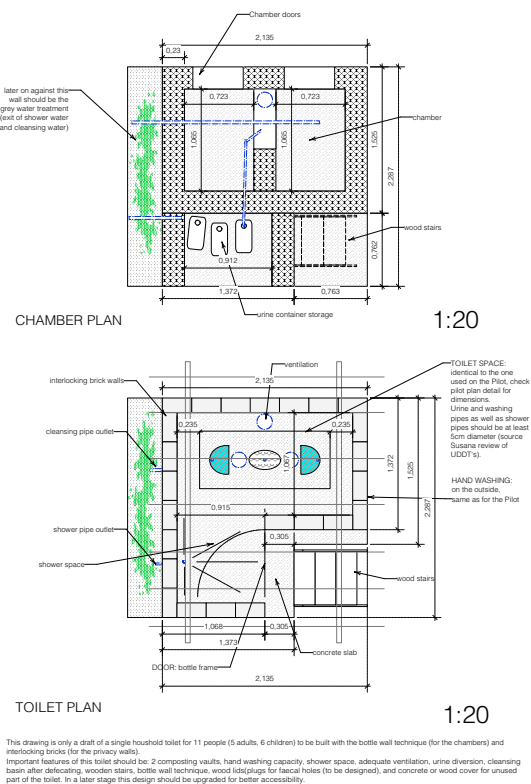 Chamber doors
2,135
0,23
later on against this
wall should be the
grey water treatment
(exit of shower water
and cleansing water)
0,723
0,723
chamber
1,065
1,065
1,525
2,287
wood stairs
0,762
0,912
1,372
0,763
urine container storage
CHAMBER PLAN
1:20
ventilation
2,135
interlocking brick walls
TOILET SPACE:
identical to the one
used on the Pilot, check
pilot plan detail for
dimensions.
Urine and washing
pipes as well as shower
pipes should be at least
5cm diameter (source
Susana review of
UDDT's).
0,235
0,235
cleansing pipe outlet
1,067
1,372
1,525
2,287
HAND WASHING:
on the outside,
same as for the Pilot
0,915
shower pipe outlet
0,305
shower space
wood stairs
1,068
0,305
1,373
concrete slab
DOOR: bottle frame
2,135
TOILET PLAN
1:20
This drawing is only a draft of a single houshold toilet for 11 people (5 adults, 6 children) to be built with the bottle wall technique (for the chambers) and
interlocking bricks (for the privacy walls).
Important features of this toilet should be: 2 composting vaults, hand washing capacity, shower space, adequate ventilation, urine diversion, cleansing
basin after defecating, wooden stairs, bottle wall technique, wood lids(plugs for faecal holes (to be designed), and concrete or wood cover for unused
part of the toilet. In a later stage this design should be upgraded for better accessibility.